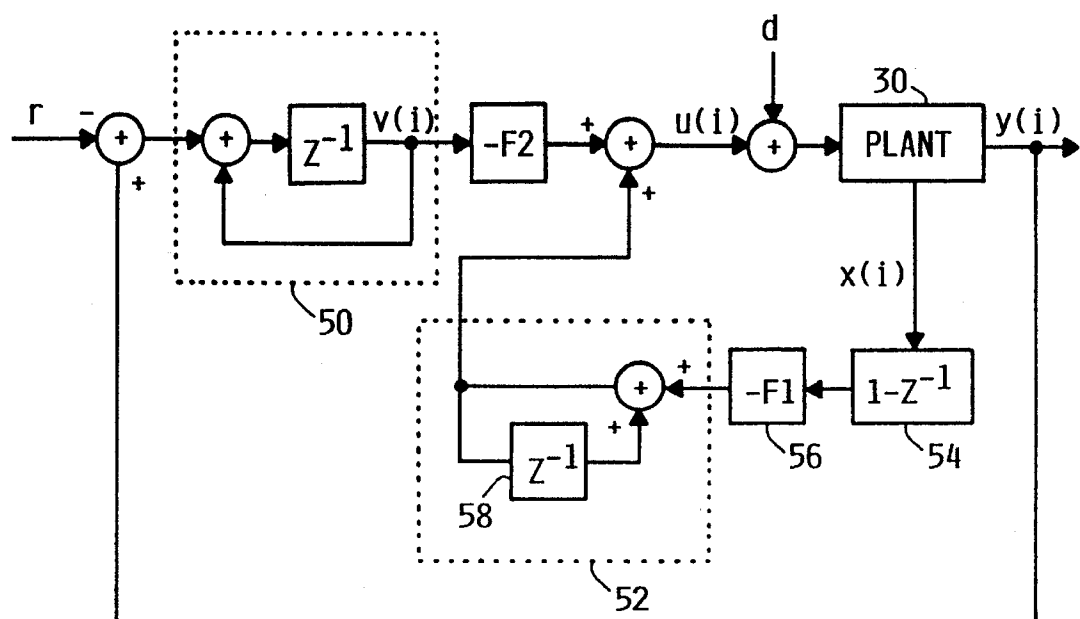 d
30
r
-
+
+
+
Z⁻¹
v(i)
-F2
+
+
+
u(i)
+
PLANT
y(i)
x(i)
50
+
+
+
Z⁻¹
58
-F1
56
1-Z⁻¹
54
52